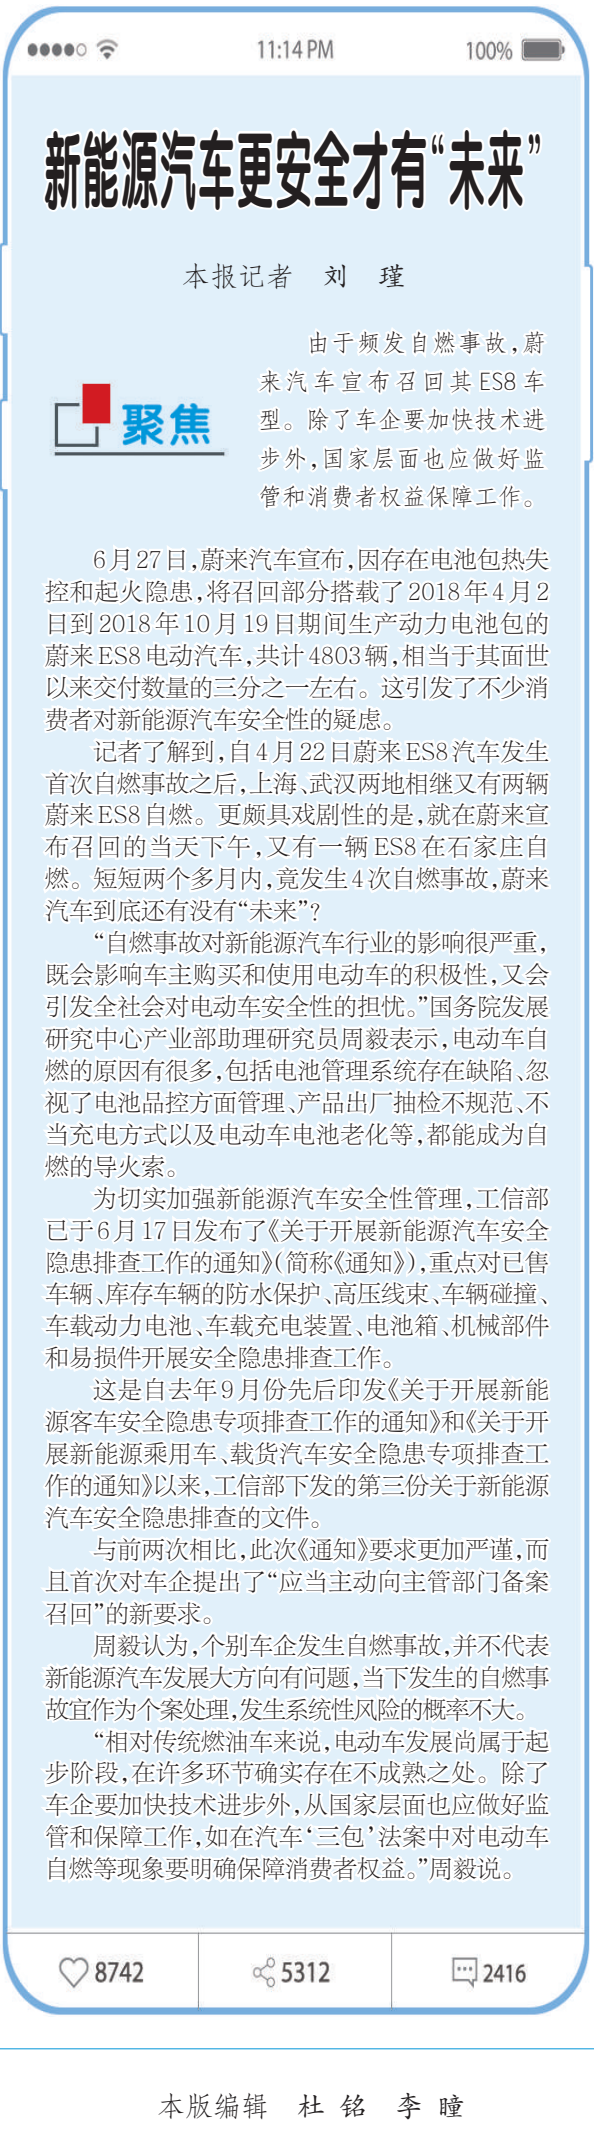 11:14 PM
100%
新能源汽车更安全才有“未来”
本报记者 刘 瑾
聚焦
由于频发自燃事故,蔚
来汽车宣布召回其ES8车
型。除了车企要加快技术进
步外,国家层面也应做好监
管和消费者权益保障工作。
6月27日,蔚来汽车宣布,因存在电池包热失
控和起火隐患,将召回部分搭载了2018年4月2
日到2018年10月19日期间生产动力电池包的
蔚来ES8电动汽车,共计4803辆,相当于其面世
以来交付数量的三分之一左右。这引发了不少消
费者对新能源汽车安全性的疑虑。
记者了解到,自4月22日蔚来ES8汽车发生
首次自燃事故之后,上海、武汉两地相继又有两辆
蔚来ES8自燃。更颇具戏剧性的是,就在蔚来宣
布召回的当天下午,又有一辆ES8在石家庄自
燃。短短两个多月内,竟发生4次自燃事故,蔚来
汽车到底还有没有“未来”?
“自燃事故对新能源汽车行业的影响很严重,
既会影响车主购买和使用电动车的积极性,又会
引发全社会对电动车安全性的担忧。”国务院发展
研究中心产业部助理研究员周毅表示,电动车自
燃的原因有很多,包括电池管理系统存在缺陷、忽
视了电池品控方面管理、产品出厂抽检不规范、不
当充电方式以及电动车电池老化等,都能成为自
燃的导火索。
为切实加强新能源汽车安全性管理,工信部
已于6月17日发布了《关于开展新能源汽车安全
隐患排查工作的通知》(简称《通知》),重点对已售
车辆、库存车辆的防水保护、高压线束、车辆碰撞、
车载动力电池、车载充电装置、电池箱、机械部件
和易损件开展安全隐患排查工作。
这是自去年9月份先后印发《关于开展新能
源客车安全隐患专项排查工作的通知》和《关于开
展新能源乘用车、载货汽车安全隐患专项排查工
作的通知》以来,工信部下发的第三份关于新能源
汽车安全隐患排查的文件。
与前两次相比,此次《通知》要求更加严谨,而
且首次对车企提出了“应当主动向主管部门备案
召回”的新要求。
周毅认为,个别车企发生自燃事故,并不代表
新能源汽车发展大方向有问题,当下发生的自燃事
故宜作为个案处理,发生系统性风险的概率不大。
“相对传统燃油车来说,电动车发展尚属于起
步阶段,在许多环节确实存在不成熟之处。除了
车企要加快技术进步外,从国家层面也应做好监
管和保障工作,如在汽车‘三包’法案中对电动车
自燃等现象要明确保障消费者权益。”周毅说。
8742 5312 2416
本版编辑 杜 铭 李 瞳